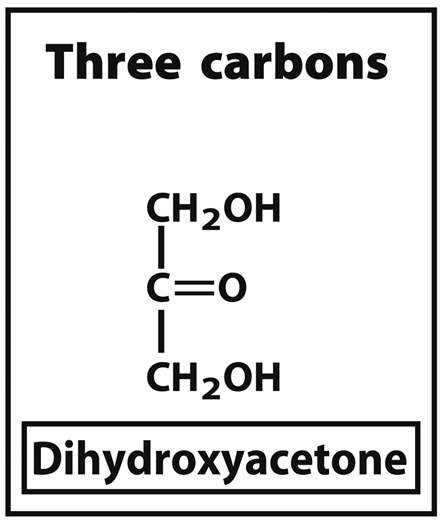 Three carbons
CH2OH
C=O
CH2OH
Dihydroxyacetone